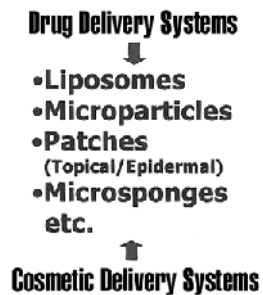 Drug Delivery Systems
•Liposomes
•Microparticles
•Patches
(Topical/Epidermal)
•Microsponges
etc.
Cosmetic Delivery Systems